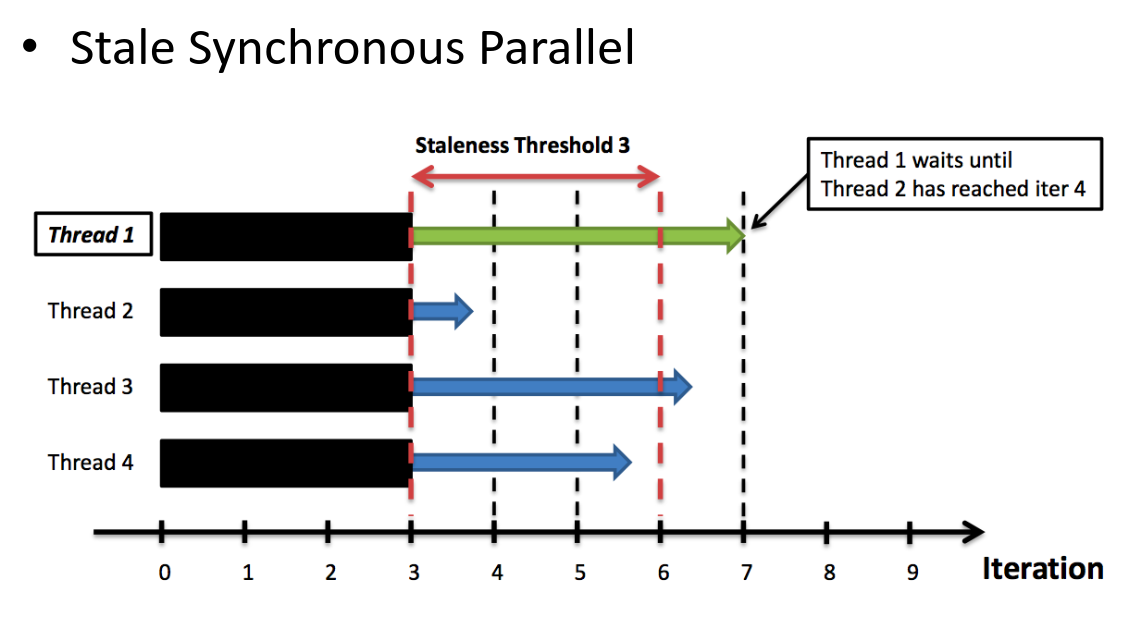 • Stale Synchronous Parallel
Staleness Threshold 3
Thread 1 waits until
Thread 2 has reached iter 4
Thread 1
Thread 2
Thread 3
Thread 4
0 1 2 3 4 5 6 7 8 9
Iteration